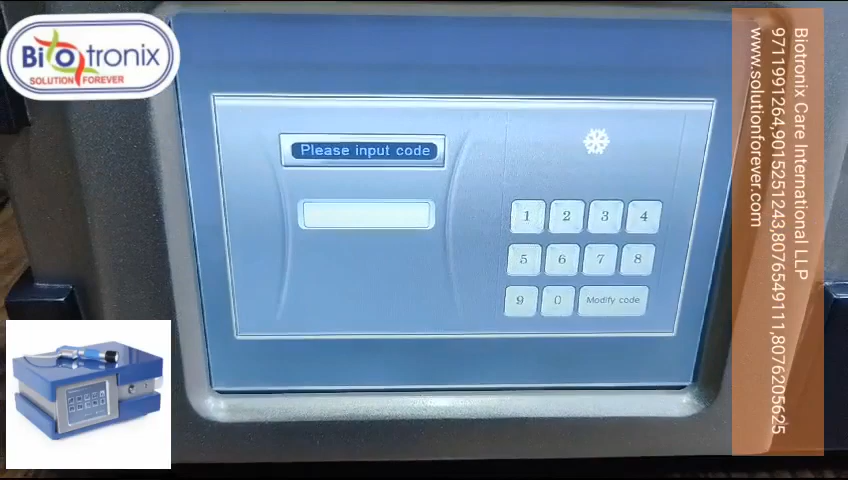 Biotronix
SOLUTION FOREVER
Please input code
1 2 3 4
5 6 7 8
9 0 Modify code
Biotronix Care International LLP
9711991264,9015251243,8076549111,8076205625
www.solutionforever.com